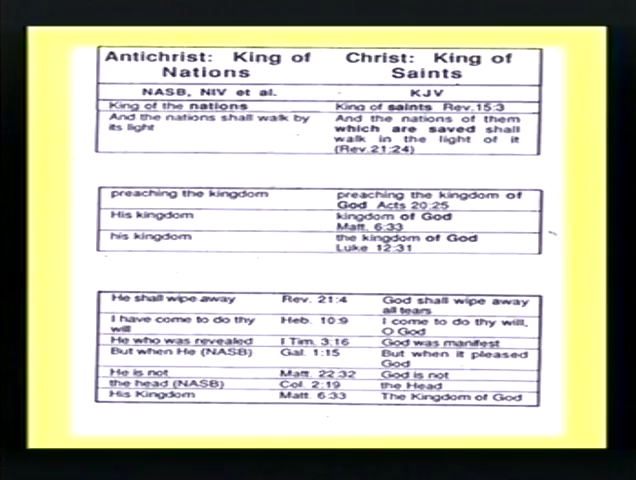 Antichrist: King of Nations Christ: King of Saints
NASB, NIV et al. KJV
King of the nations King of saints Rev.15:3
And the nations shall walk by its light And the nations of them which are saved shall walk in the light of it (Rev.21:24)
preaching the kingdom preaching the kingdom of God Acts 20:25
His kingdom kingdom of God Matt. 6:33
his kingdom the kingdom of God Luke 12:31
He shall wipe away Rev. 21:4 God shall wipe away all tears
I have come to do thy will Heb. 10:9 I come to do thy will, O God
He who was revealed I Tim. 3:16 God was manifest
But when He (NASB) Gal. 1:15 But when it pleased God
He is not Matt. 22:32 God is not
the head (NASB) Col. 2:19 the Head
His Kingdom Matt. 6:33 The Kingdom of God